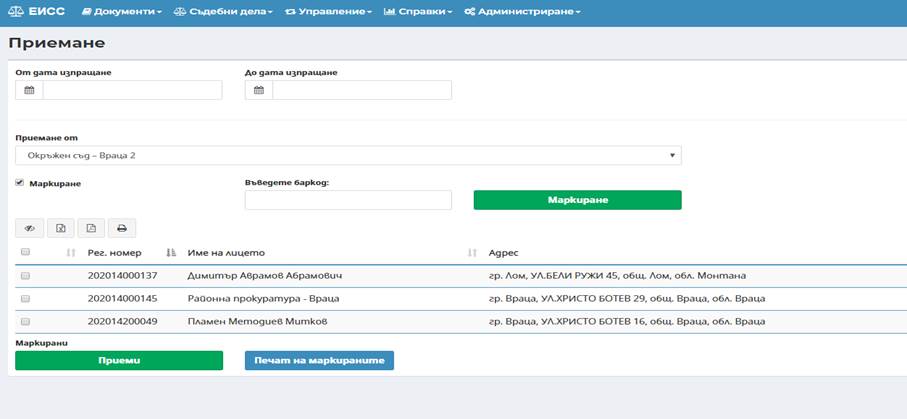 ЕИСС Документи Съдебни дела Управление Справки Администриране
Приемане
От дата изпращане До дата изпращане
Приемане от
Окръжен съд – Враца 2
Маркиране Въведете баркод: Маркиране
Рег. номер Име на лицето Адрес
202014000137 Димитър Аврамов Абрамович гр. Лом, УЛ.БЕЛИ РУЖИ 45, общ. Лом, обл. Монтана
202014000145 Районна прокуратура - Враца гр. Враца, УЛ.ХРИСТО БОТЕВ 29, общ. Враца, обл. Враца
202014200049 Пламен Методиев Митков гр. Враца, УЛ.ХРИСТО БОТЕВ 16, общ. Враца, обл. Враца
Маркирани
Приеми Печат на маркираните